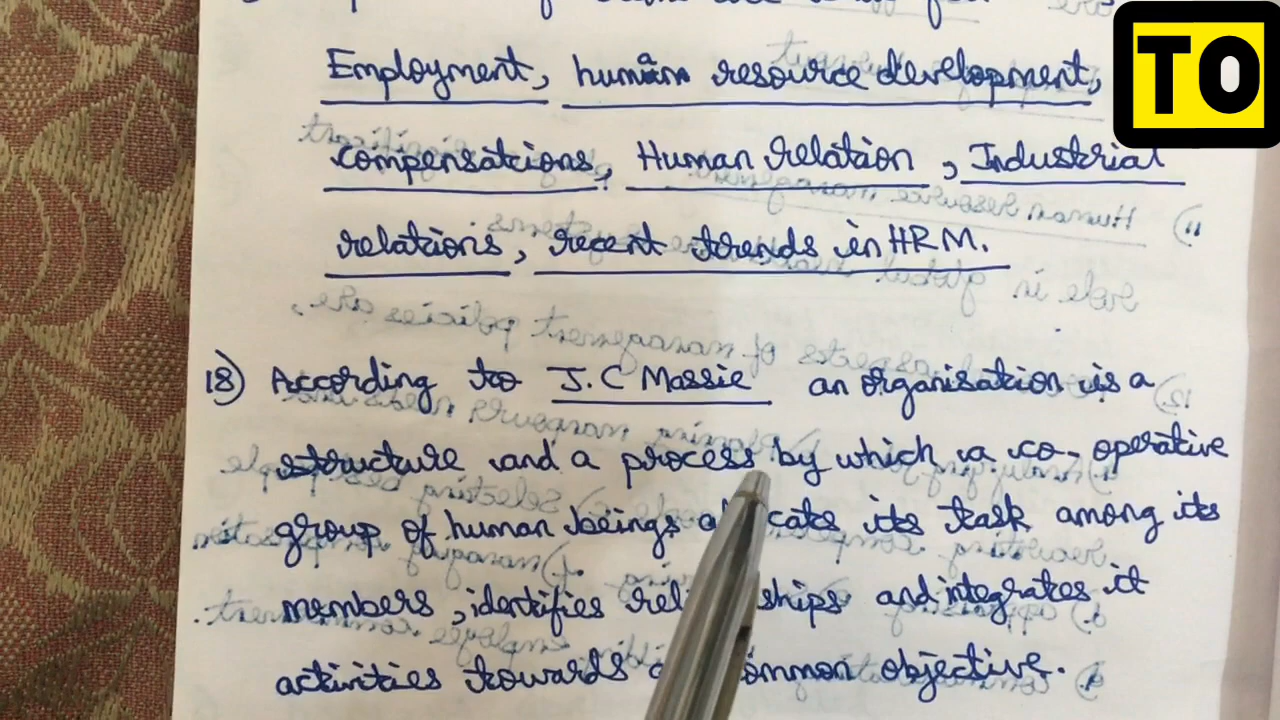 TO
Employment, human resource development,
compensations, Human relation, Industrial
relations, recent trends in HRM.
18) According to J.C Massie an organisation is a
structure and a process by which a co-operative
group of human beings its task among its
members, identifies and integrates it
activities towards common objective.